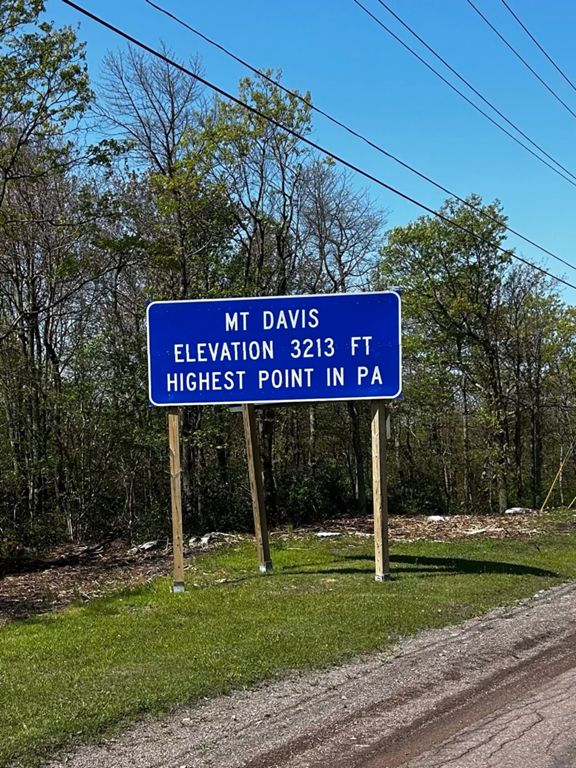 MT DAVIS
ELEVATION 3213 FT
HIGHEST POINT IN PA